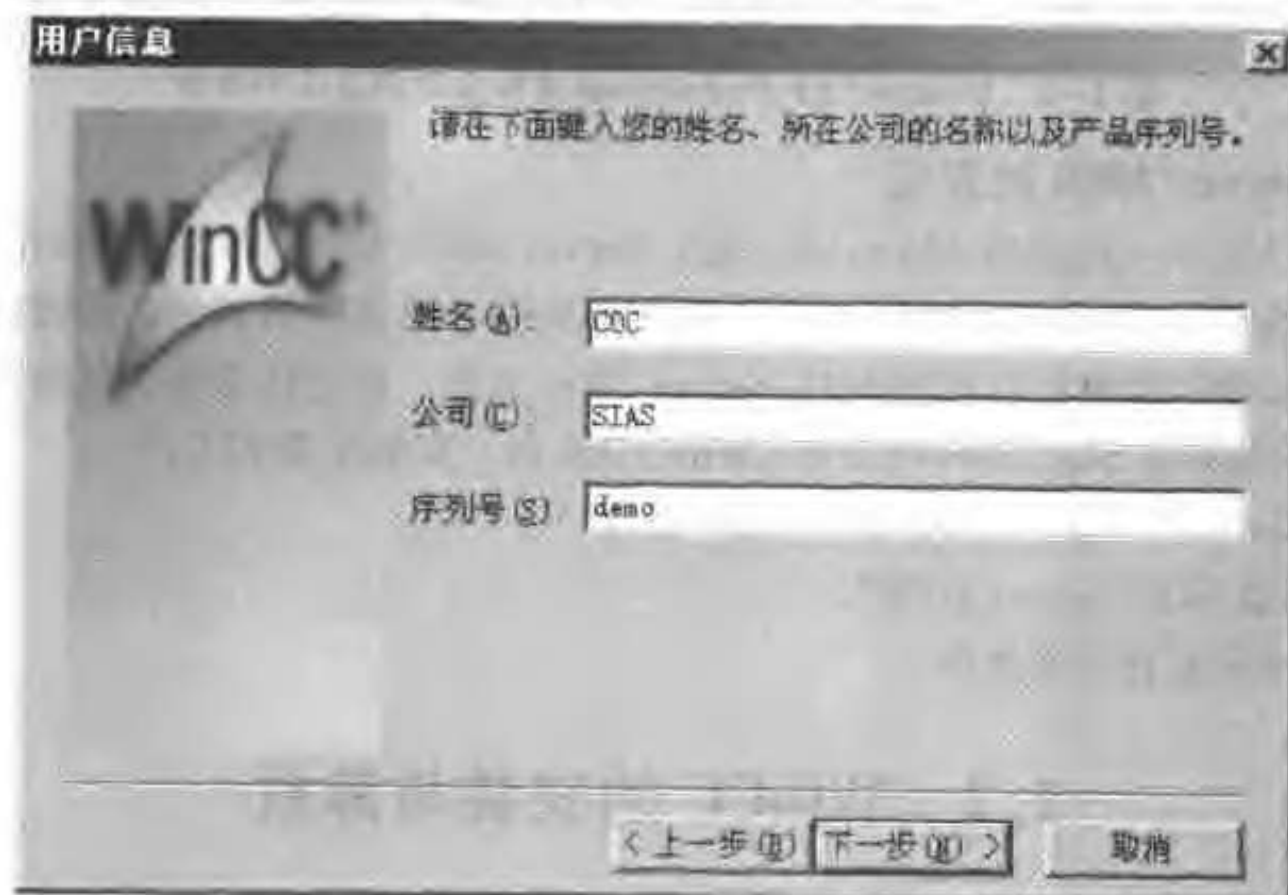 用户信息
请在下面键入您的姓名、所在公司的名称以及产品序列号。
WinCC
姓名(A):
CQC
公司(C)
SIAS
序列号(S)
demo
< 上一步(B)
下一步(N) >
取消